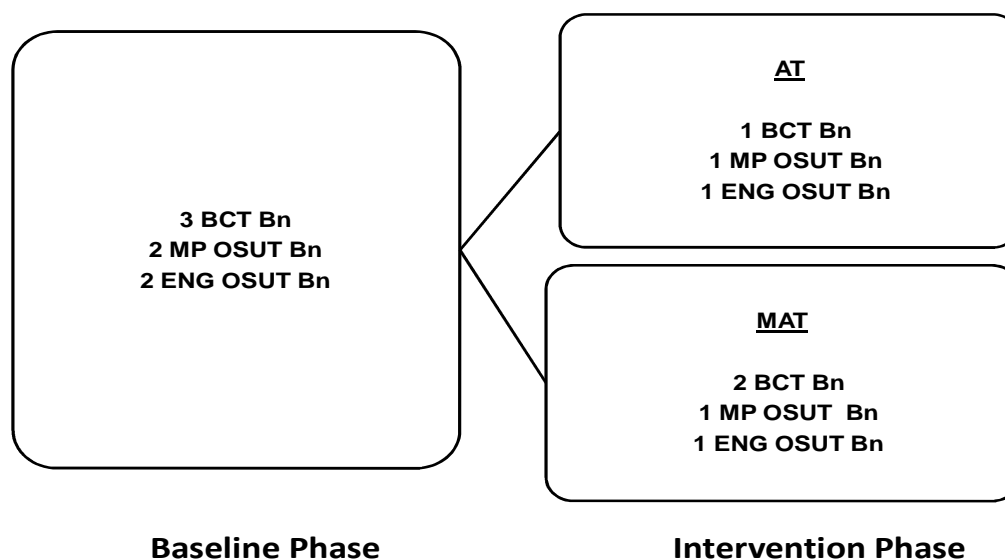 3 BCT Bn
2 MP OSUT Bn
2 ENG OSUT Bn
AT
1 BCT Bn
1 MP OSUT Bn
1 ENG OSUT Bn
MAT
2 BCT Bn
1 MP OSUT  Bn
1 ENG OSUT Bn
Baseline Phase
Intervention Phase